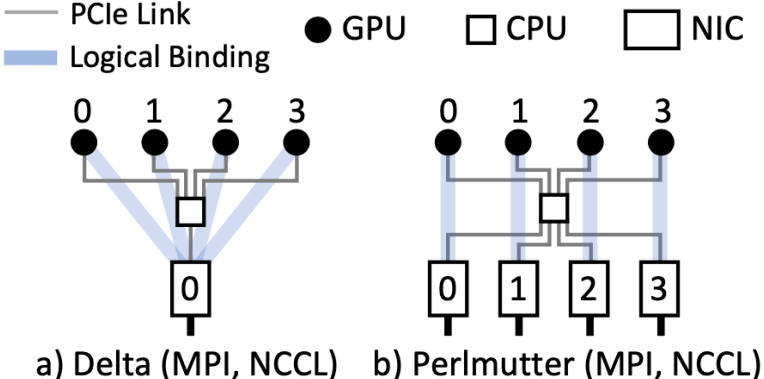 PCIe Link
Logical Binding
GPU
CPU
NIC
0 1 2 3
0
a) Delta (MPI, NCCL)
0 1 2 3
0 1 2 3
b) Perlmutter (MPI, NCCL)